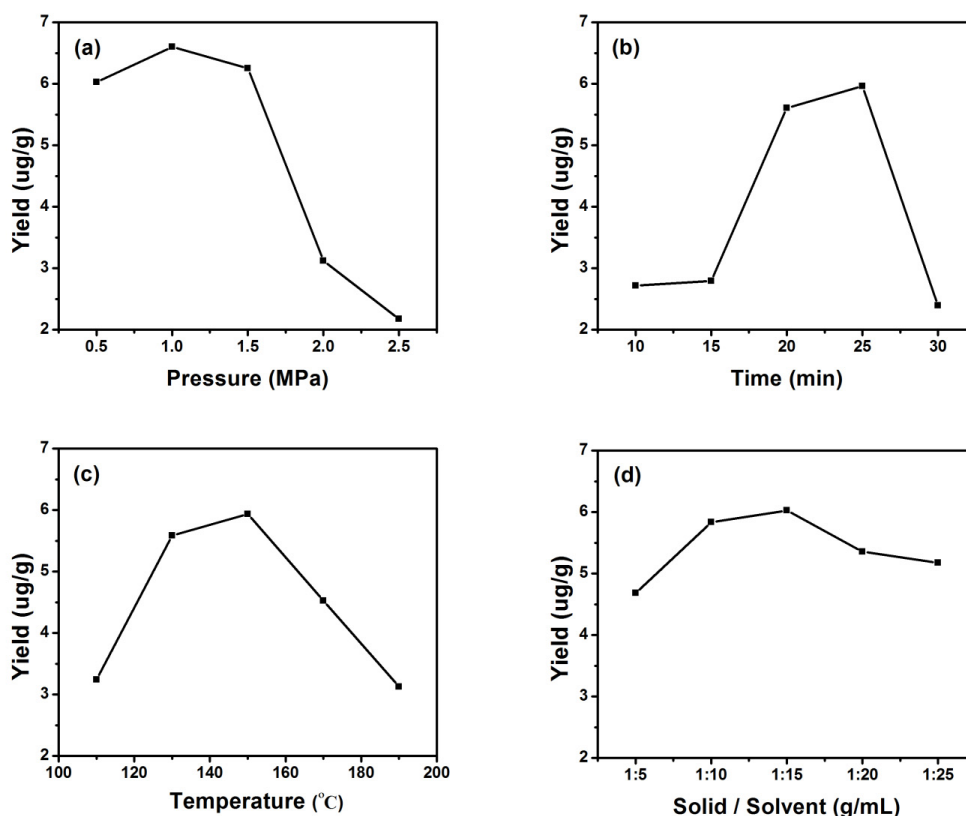 (a)
Yield (ug/g)
7
6
5
4
3
2
0.5 1.0 1.5 2.0 2.5
Pressure (MPa)
(b)
Yield (ug/g)
7
6
5
4
3
2
10 15 20 25 30
Time (min)
(c)
Yield (ug/g)
7
6
5
4
3
2
100 120 140 160 180 200
Temperature (°C)
(d)
Yield (ug/g)
7
6
5
4
3
2
1:5 1:10 1:15 1:20 1:25
Solid / Solvent (g/mL)